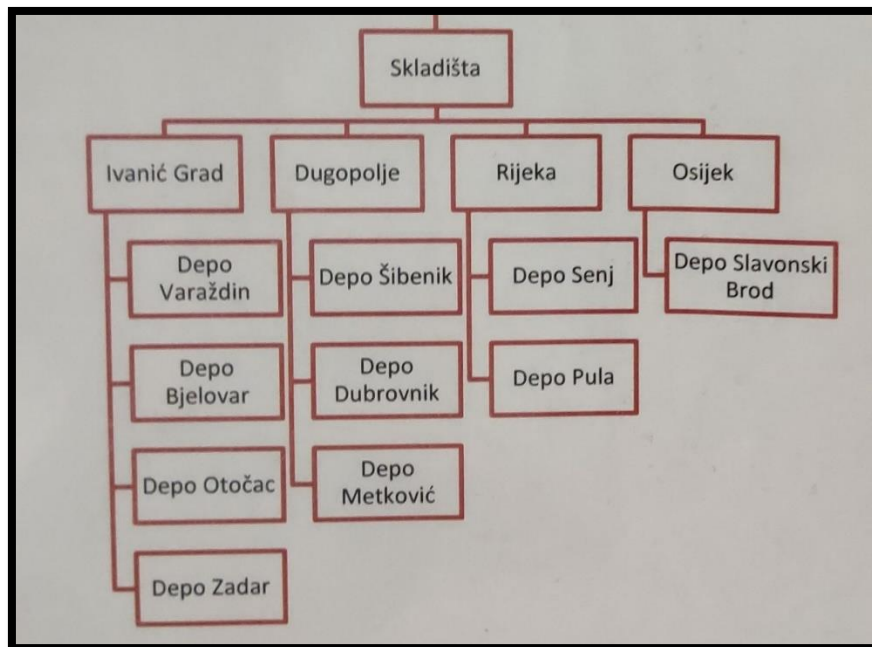 Skladišta
Ivanić Grad
Dugopolje
Rijeka
Osijek
Depo
Varaždin
Depo Šibenik
Depo Senj
Depo Slavonski
Brod
Depo
Bjelovar
Depo
Dubrovnik
Depo Pula
Depo Otočac
Depo
Metković
Depo Zadar